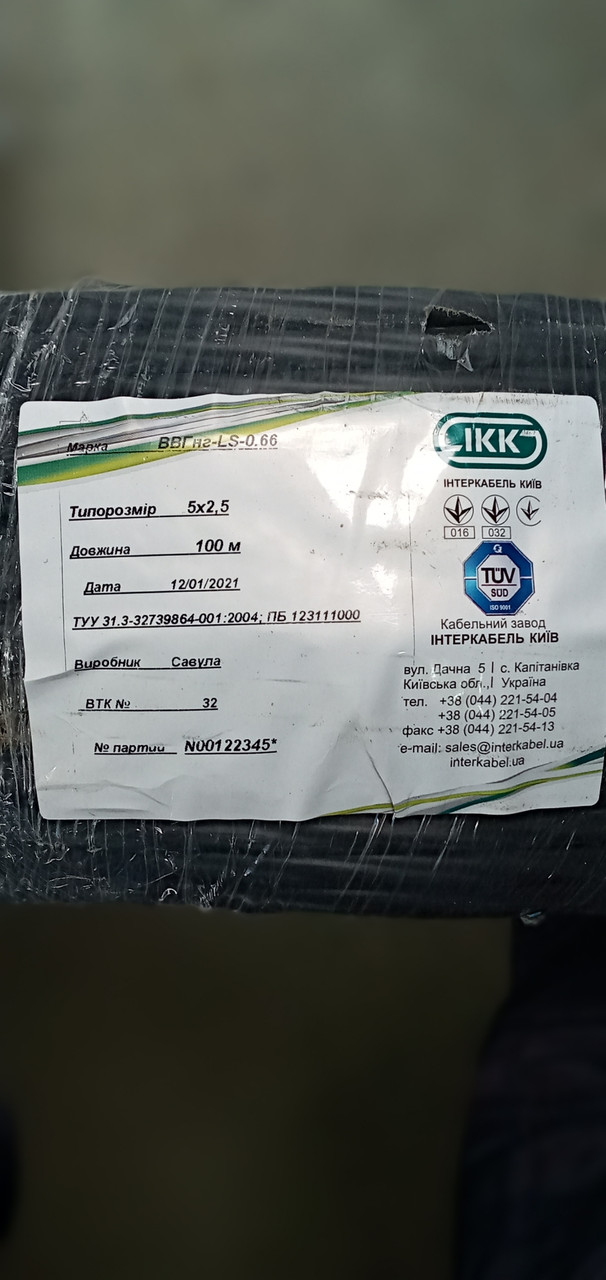 Марка ВВГнг-LS-0.66
Типорозмір 5x2,5
Довжина 100 м
Дата 12/01/2021
ТУУ 31.3-32739864-001:2004; ПБ 123111000
Виробник Савула
ВТК № 32
№ партии N00122345*
ІКК
ІНТЕРКАБЕЛЬ КИЇВ
016 032
TÜV
SÜD
ISO 9001
Кабельний завод
ІНТЕРКАБЕЛЬ КИЇВ
вул. Дачна 5 | с. Капітанівка
Київська обл., | Україна
тел. +38 (044) 221-54-04
+38 (044) 221-54-05
факс +38 (044) 221-54-13
e-mail: sales@interkabel.ua
interkabel.ua